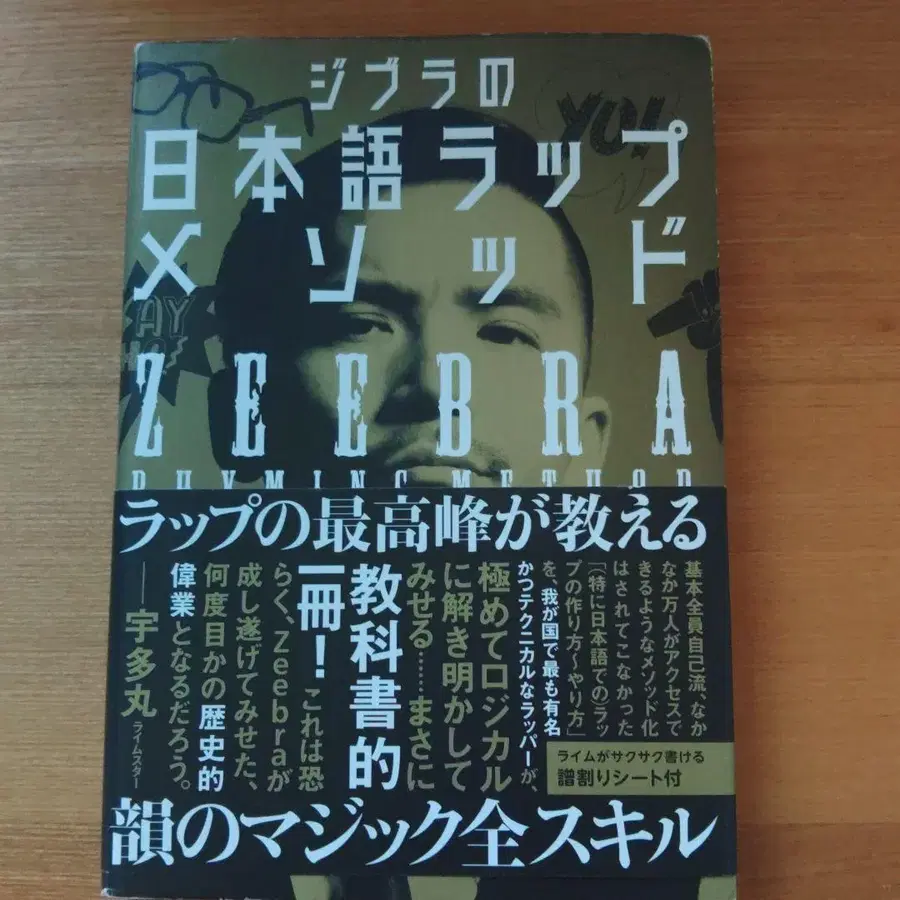 ジブラの
日本語ラップ
メソッド
YO!
ZEEBRA
RHYMING METHOD
ラップの最高峰が教える
基本全員自己流、なか
なか万人がアクセスで
きるようなメソッド化
はされてこなかった
「(特に日本語での)ラッ
プの作り方〜やり方」
を、我が国で最も有名
かつテクニカルなラッパーが、
極めてロジカル
に解き明かして
みせる……まさに
教科書的
一冊！これは恐
らく、Zeebraが
成し遂げてみせた、
何度目かの歴史的
偉業となるだろう。
──宇多丸 ライムスター
ライムがサクサク書ける
譜割りシート付
韻のマジック全スキル